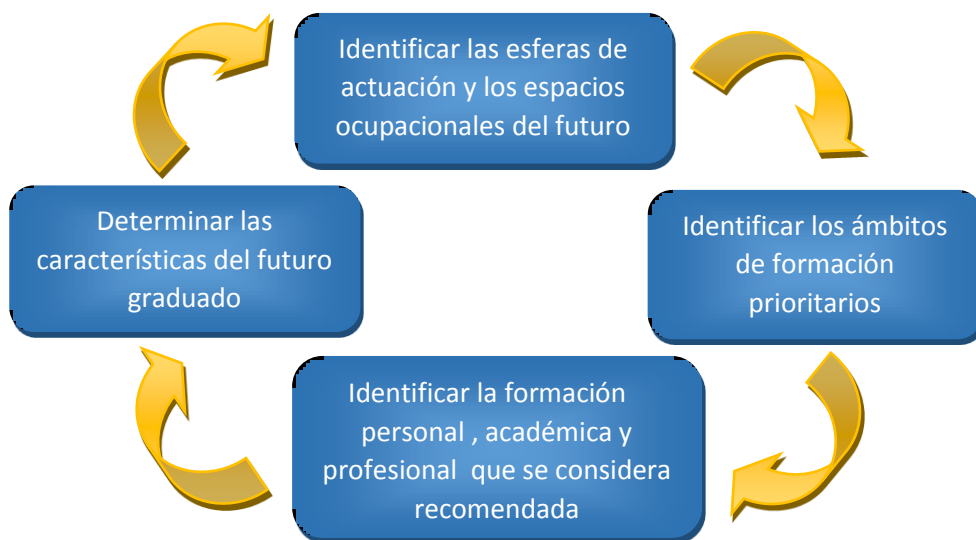 Identificar las esferas de
actuación y los espacios
ocupacionales del futuro
Identificar los ámbitos
de formación
prioritarios
Identificar la formación
personal , académica y
profesional que se considera
recomendada
Determinar las
características del futuro
graduado